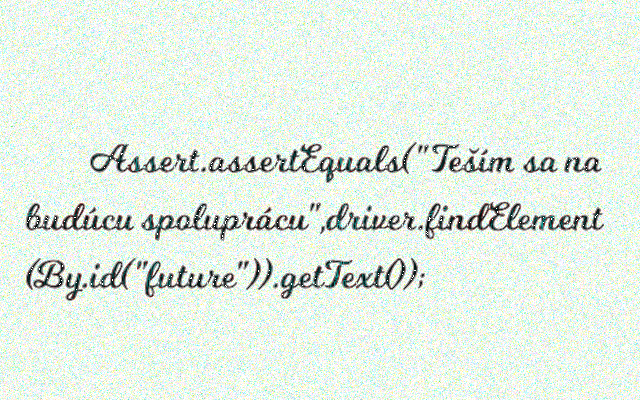 Assert.assertEquals("Teším sa na
budúcu spoluprácu",driver.findElement
(By.id("future")).getText());